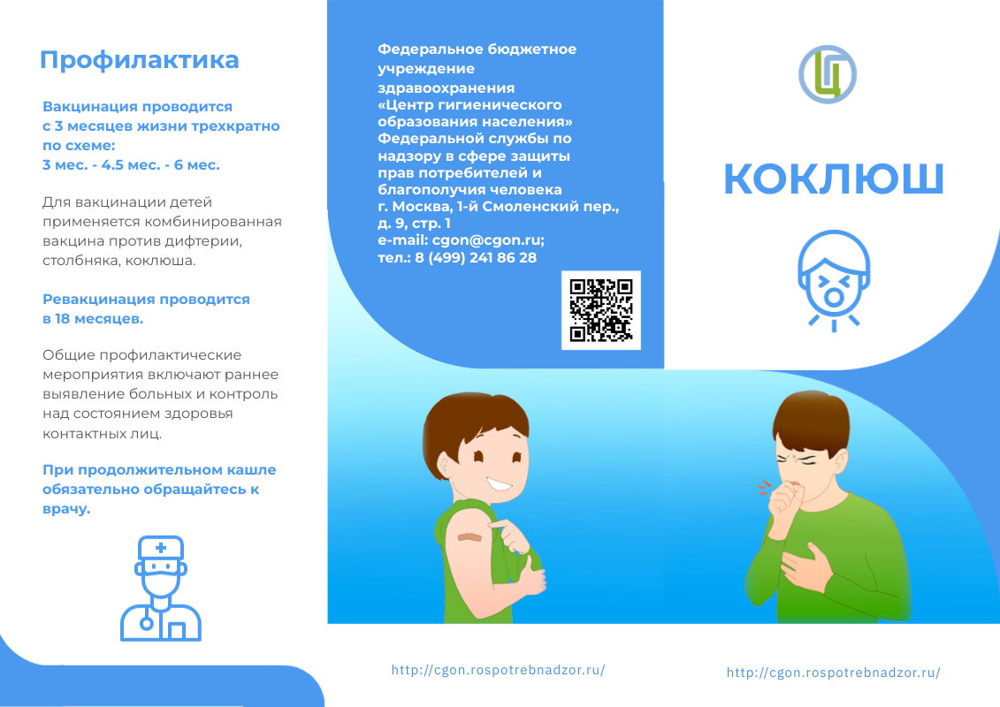 Профилактика
Вакцинация проводится
с 3 месяцев жизни трехкратно
по схеме:
3 мес. - 4.5 мес. - 6 мес.
Для вакцинации детей
применяется комбинированная
вакцина против дифтерии,
столбняка, коклюша.
Ревакцинация проводится
в 18 месяцев.
Общие профилактические
мероприятия включают раннее
выявление больных и контроль
над состоянием здоровья
контактных лиц.
При продолжительном кашле
обязательно обращайтесь к
врачу.
Федеральное бюджетное
учреждение
здравоохранения
«Центр гигиенического
образования населения»
Федеральной службы по
надзору в сфере защиты
прав потребителей и
благополучия человека
г. Москва, 1-й Смоленский пер.,
д. 9, стр. 1
e-mail: cgon@cgon.ru;
тел.: 8 (499) 241 86 28
http://cgon.rospotrebnadzor.ru/
КОКЛЮШ
http://cgon.rospotrebnadzor.ru/